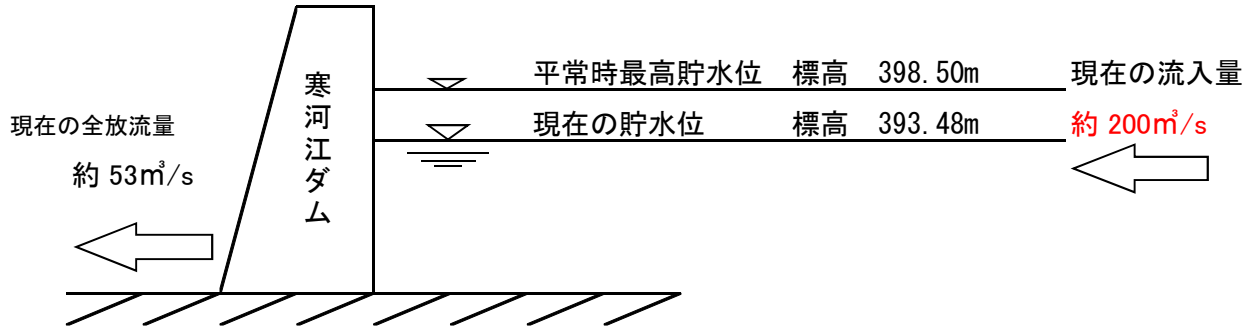 平常時最高貯水位 標高 398.50m
現在の流入量
現在の貯水位 標高 393.48m
約 200㎥/s
現在の全放流量
約 53㎥/s
寒河江ダム